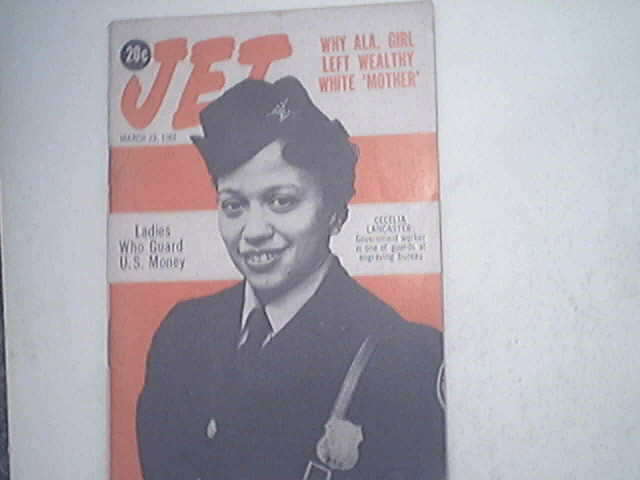 20¢
JET
WHY ALA. GIRL
LEFT WEALTHY
WHITE 'MOTHER'
Ladies
Who Guard
U.S. Money
CECELIA
LANCASTER:
Government worker
is one of guards at
engraving bureau